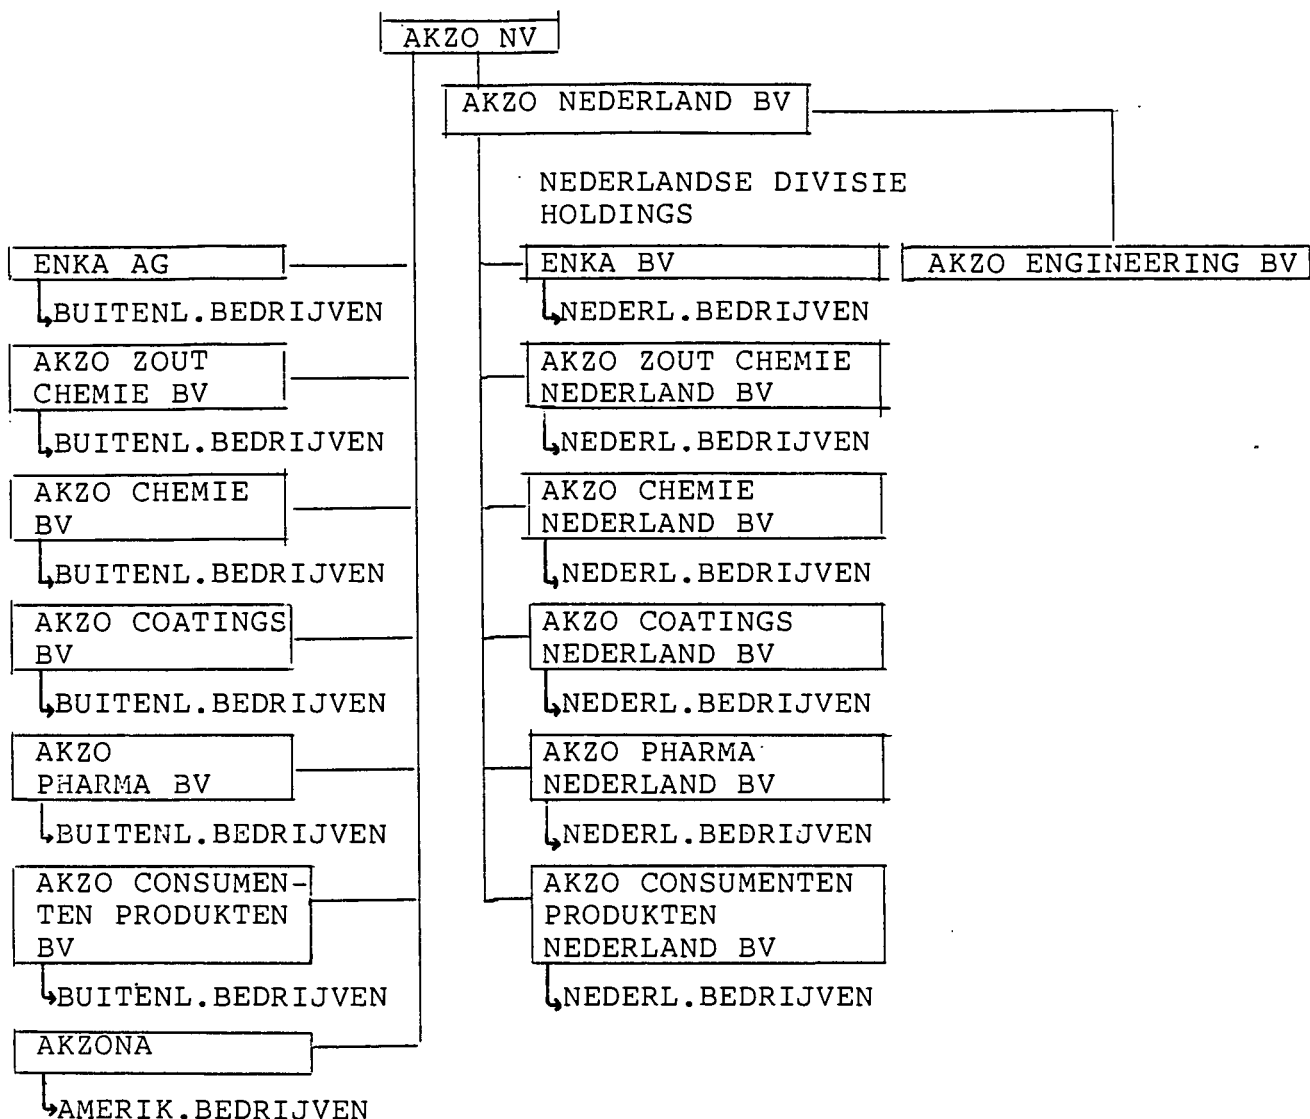 AKZO NV
AKZO NEDERLAND BV
NEDERLANDSE DIVISIE
HOLDINGS
ENKA AG
BUITENL.BEDRIJVEN
AKZO ZOUT
CHEMIE BV
BUITENL.BEDRIJVEN
AKZO CHEMIE
BV
BUITENL.BEDRIJVEN
AKZO COATINGS
BV
BUITENL.BEDRIJVEN
AKZO
PHARMA BV
BUITENL.BEDRIJVEN
AKZO CONSUMEN-
TEN PRODUKTEN
BV
BUITENL.BEDRIJVEN
AKZONA
AMERIK.BEDRIJVEN
ENKA BV
NEDERL.BEDRIJVEN
AKZO ZOUT CHEMIE
NEDERLAND BV
NEDERL.BEDRIJVEN
AKZO CHEMIE
NEDERLAND BV
NEDERL.BEDRIJVEN
AKZO COATINGS
NEDERLAND BV
NEDERL.BEDRIJVEN
AKZO PHARMA
NEDERLAND BV
NEDERL.BEDRIJVEN
AKZO CONSUMENTEN
PRODUKTEN
NEDERLAND BV
NEDERL.BEDRIJVEN
AKZO ENGINEERING BV